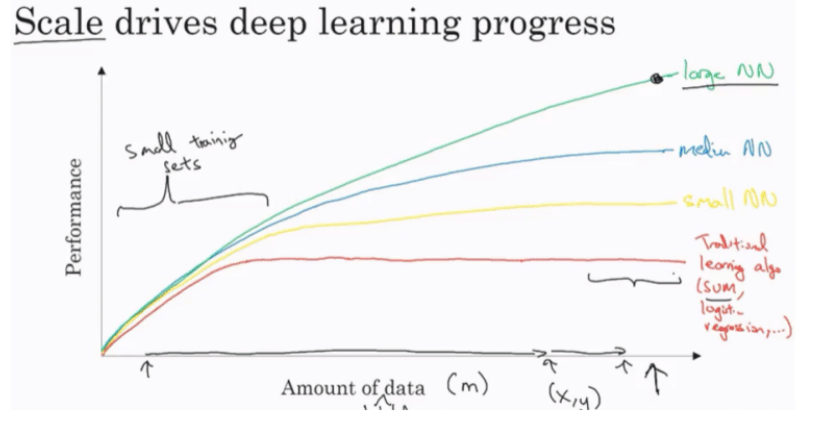 Scale drives deep learning progress
large NN
small training
sets
medium NN
small NN
Performance
Traditional
learning algo
(SVM,
logistic
regression,...)
Amount of data (m)
(x,y)